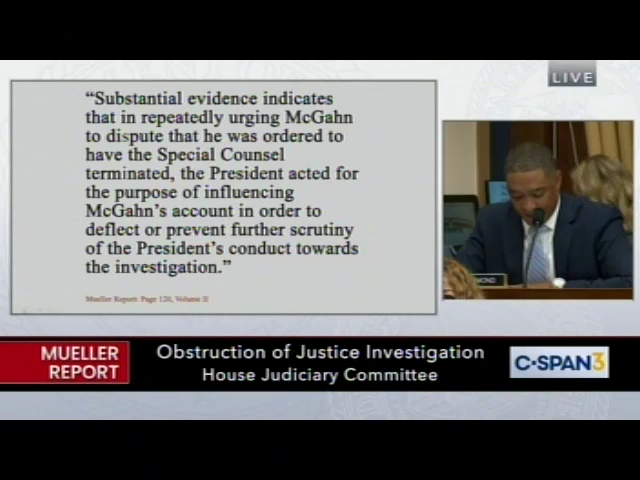 LIVE
“Substantial evidence indicates
that in repeatedly urging McGahn
to dispute that he was ordered to
have the Special Counsel
terminated, the President acted for
the purpose of influencing
McGahn’s account in order to
deflect or prevent further scrutiny
of the President’s conduct towards
the investigation.”
Mueller Report: Page 120, Volume II
MUELLER
REPORT
Obstruction of Justice Investigation
House Judiciary Committee
C-SPAN3